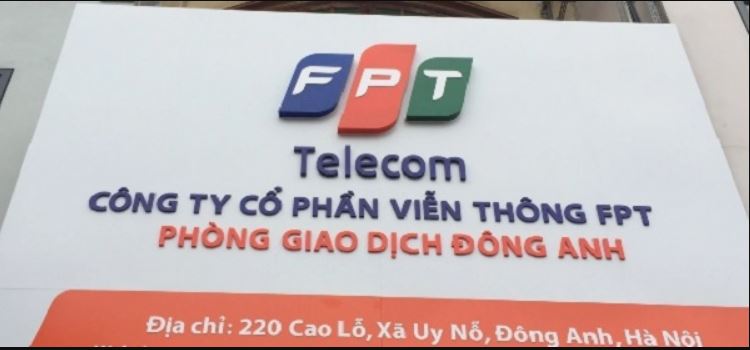 FPT
Telecom
CÔNG TY CỔ PHẦN VIỄN THÔNG FPT
PHÒNG GIAO DỊCH ĐÔNG ANH
Địa chỉ: 220 Cao Lỗ, Xã Uy Nỗ, Đông Anh, Hà Nội